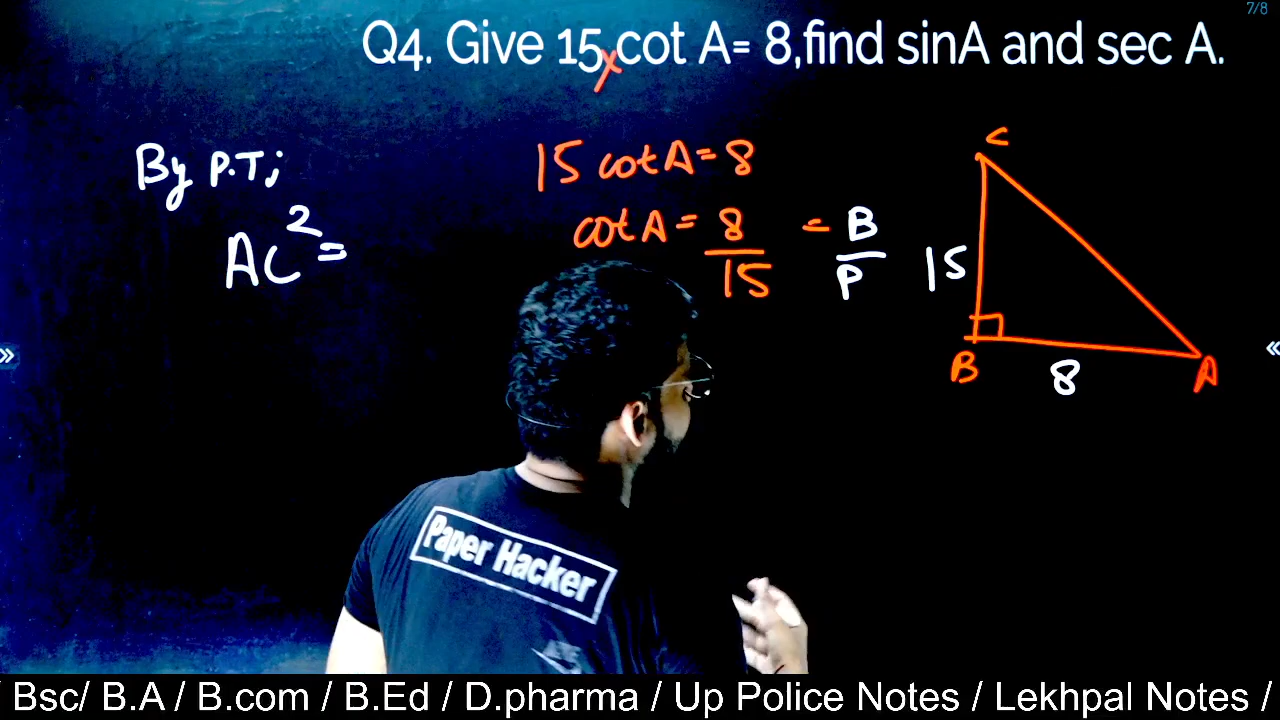 7/8
Q4. Give 15 cot A= 8,find sinA and sec A.
By P.T;
AC² =
15 cot A = 8
cot A = 8/15 = B/P
C
15
B
8
A
»
«
Paper Hacker
Bsc/ B.A / B.com / B.Ed / D.pharma / Up Police Notes / Lekhpal Notes /